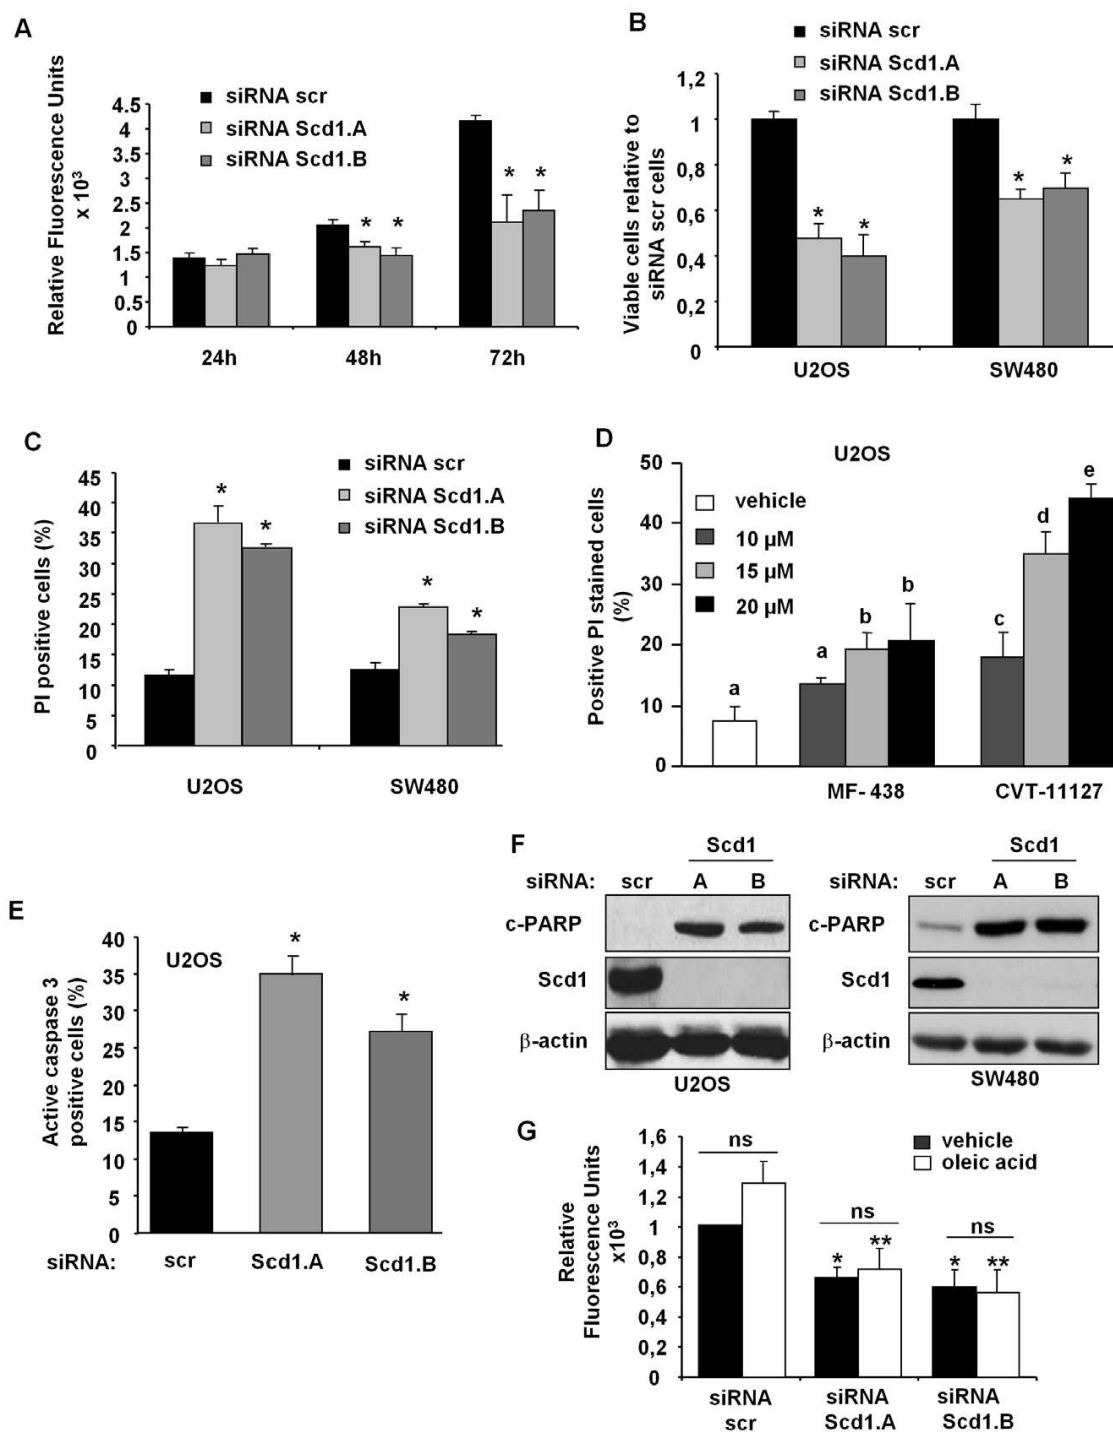 A
Relative Fluorescence Units
x 10³
4.5
4
3.5
3
2.5
2
1.5
1
0.5
0
siRNA scr
siRNA Scd1.A
siRNA Scd1.B
*
*
*
*
24h
48h
72h
B
siRNA scr
siRNA Scd1.A
siRNA Scd1.B
Viable cells relative to
siRNA scr cells
1,2
1
0,8
0,6
0,4
0,2
0
*
*
*
*
U2OS
SW480
C
siRNA scr
siRNA Scd1.A
siRNA Scd1.B
PI positive cells (%)
45
40
35
30
25
20
15
10
5
0
*
*
*
*
U2OS
SW480
D
U2OS
Positive PI stained cells
(%)
50
40
30
20
10
0
vehicle
10 µM
15 µM
20 µM
a
a
b
b
c
d
e
MF- 438
CVT-11127
E
U2OS
Active caspase 3
positive cells (%)
40
35
30
25
20
15
10
5
0
*
*
siRNA:
scr
Scd1.A
Scd1.B
F
Scd1
siRNA: scr A B
c-PARP
Scd1
β-actin
U2OS
Scd1
siRNA: scr A B
c-PARP
Scd1
β-actin
SW480
G
Relative
Fluorescence Units
x10³
1,6
1,4
1,2
1
0,8
0,6
0,4
0,2
0
vehicle
oleic acid
ns
ns
ns
*
**
*
**
siRNA
scr
siRNA
Scd1.A
siRNA
Scd1.B